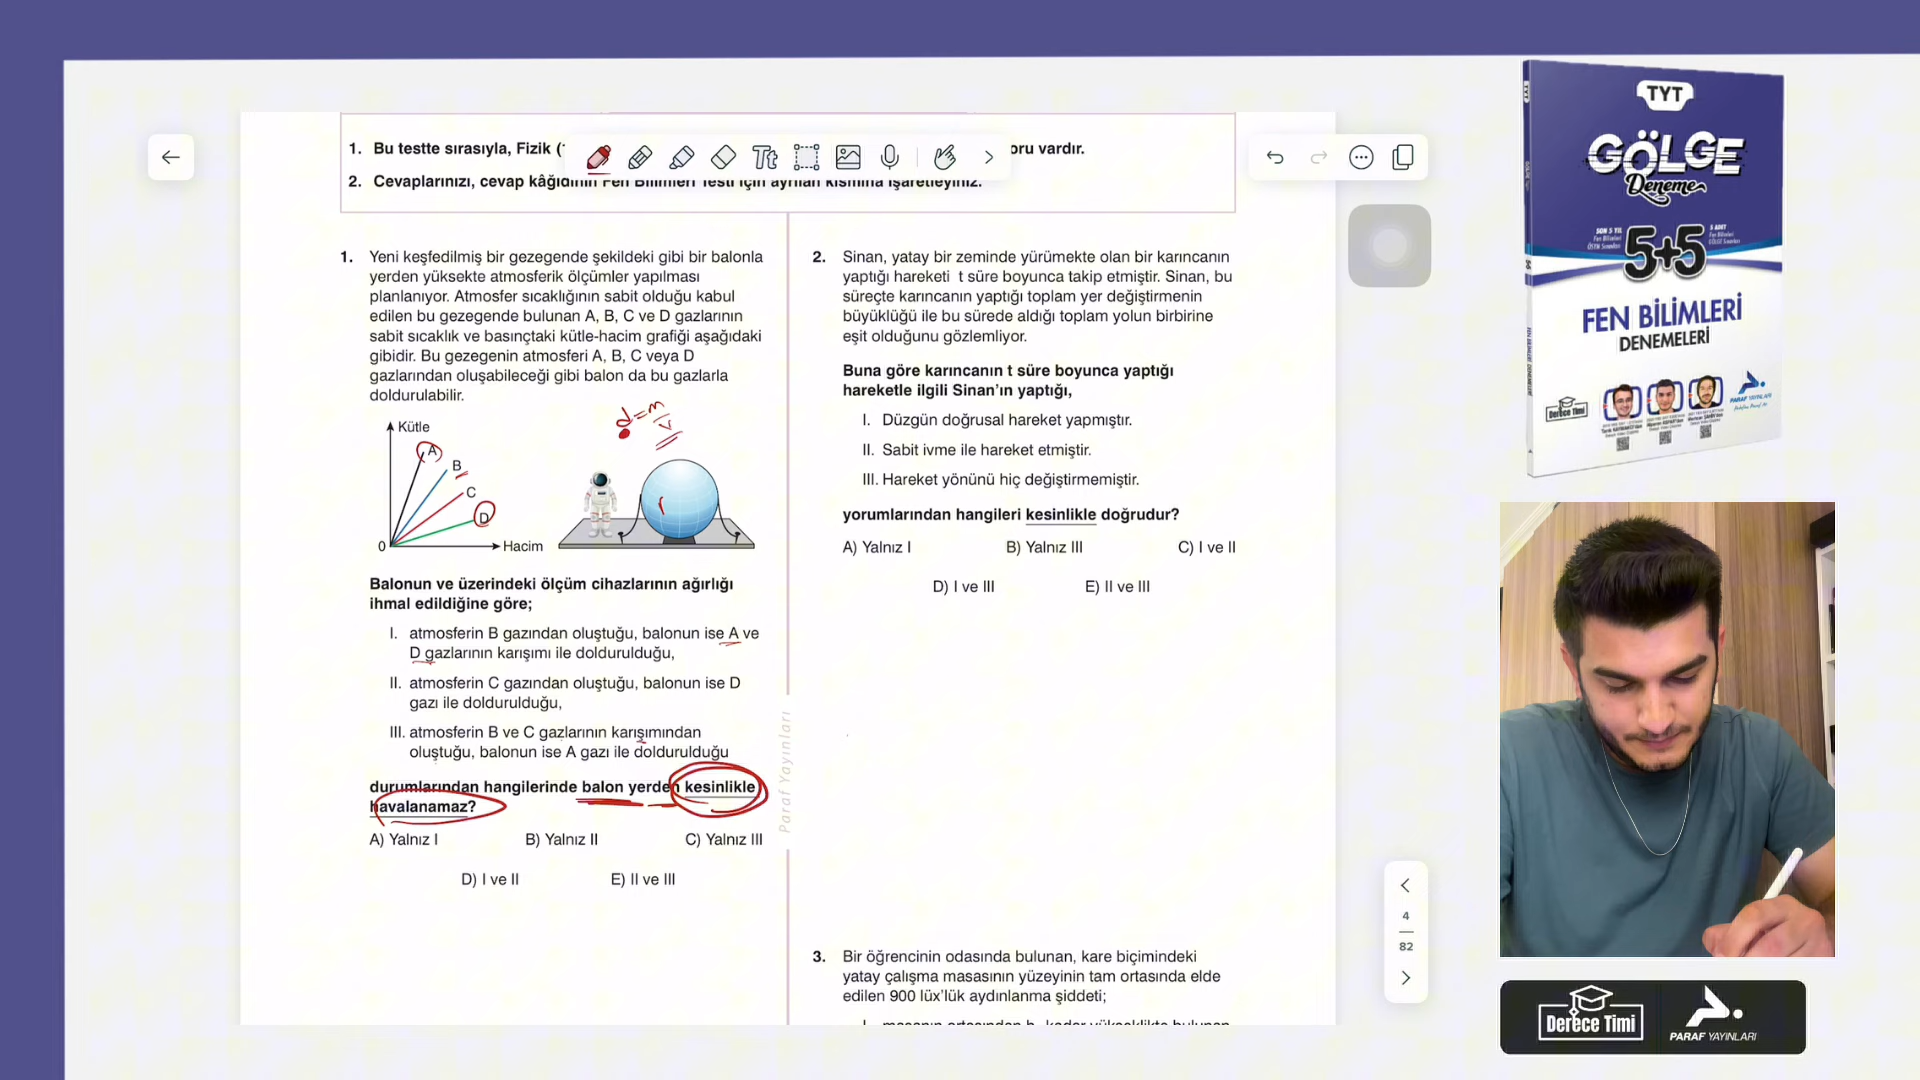 1. Bu testte sırasıyla, Fizik (
oru vardır.
2. Cevaplarınızı, cevap kâğıdının Fen Bilimleri Testi için ayrılan kısmına işaretleyiniz.
1. Yeni keşfedilmiş bir gezegende şekildeki gibi bir balonla
yerden yüksekte atmosferik ölçümler yapılması
planlanıyor. Atmosfer sıcaklığının sabit olduğu kabul
edilen bu gezegende bulunan A, B, C ve D gazlarının
sabit sıcaklık ve basınçtaki kütle-hacim grafiği aşağıdaki
gibidir. Bu gezegenin atmosferi A, B, C veya D
gazlarından oluşabileceği gibi balon da bu gazlarla
doldurulabilir.
d=m/v
Kütle
A
B
C
D
0
Hacim
Balonun ve üzerindeki ölçüm cihazlarının ağırlığı
ihmal edildiğine göre;
I. atmosferin B gazından oluştuğu, balonun ise A ve
D gazlarının karışımı ile doldurulduğu,
II. atmosferin C gazından oluştuğu, balonun ise D
gazı ile doldurulduğu,
III. atmosferin B ve C gazlarının karışımından
oluştuğu, balonun ise A gazı ile doldurulduğu
durumlarından hangilerinde balon yerden kesinlikle
havalanamaz?
A) Yalnız I B) Yalnız II C) Yalnız III
D) I ve II E) II ve III
Paraf Yayınları
2. Sinan, yatay bir zeminde yürümekte olan bir karıncanın
yaptığı hareketi t süre boyunca takip etmiştir. Sinan, bu
süreçte karıncanın yaptığı toplam yer değiştirmenin
büyüklüğü ile bu sürede aldığı toplam yolun birbirine
eşit olduğunu gözlemliyor.
Buna göre karıncanın t süre boyunca yaptığı
hareketle ilgili Sinan'ın yaptığı,
I. Düzgün doğrusal hareket yapmıştır.
II. Sabit ivme ile hareket etmiştir.
III. Hareket yönünü hiç değiştirmemiştir.
yorumlarından hangileri kesinlikle doğrudur?
A) Yalnız I B) Yalnız III C) I ve II
D) I ve III E) II ve III
3. Bir öğrencinin odasında bulunan, kare biçimindeki
yatay çalışma masasının yüzeyinin tam ortasında elde
edilen 900 lüx'lük aydınlanma şiddeti;
Tt
4
82
TYT
GÖLGE
Deneme
5+5
FEN BİLİMLERİ
DENEMELERİ
Derece Timi
PARAF YAYINLARI
Derece Timi
PARAF YAYINLARI